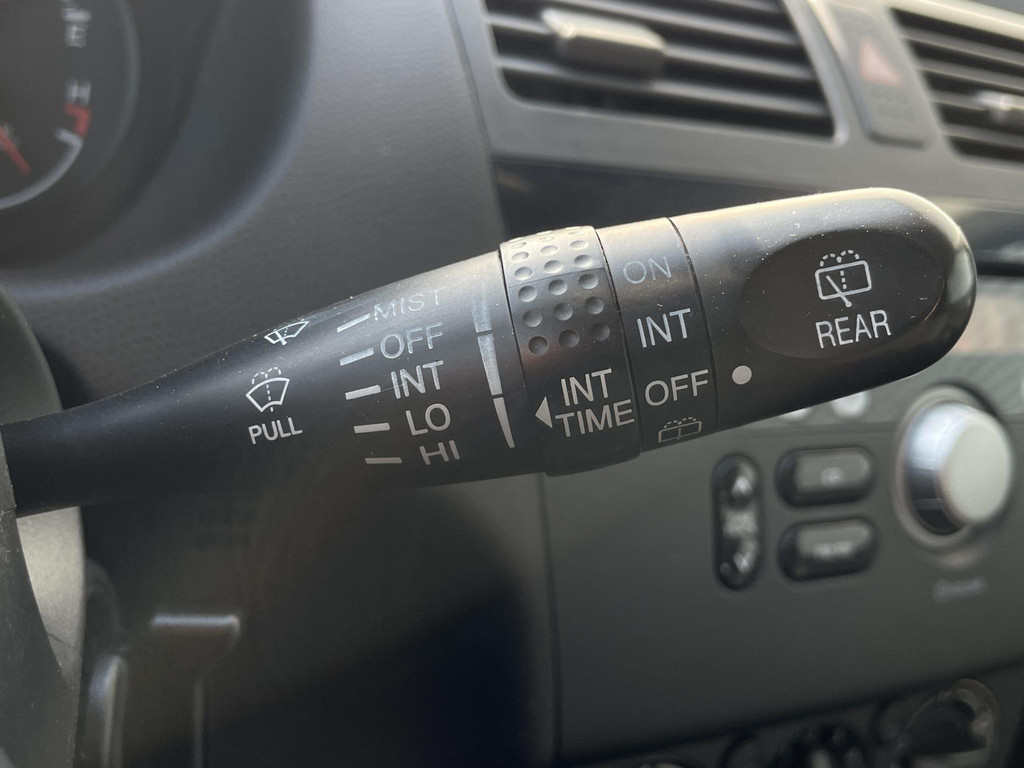 E
H
MIST
OFF
INT
LO
HI
PULL
INT
TIME
ON
INT
OFF
REAR